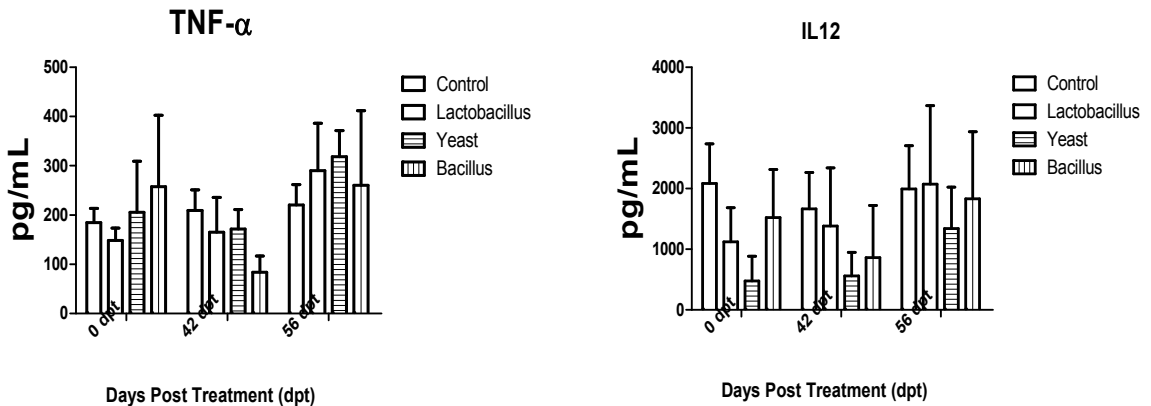 TNF-α
500
400
300
200
100
0
pg/mL
0 dpt
42 dpt
56 dpt
Days Post Treatment (dpt)
Control
Lactobacillus
Yeast
Bacillus
IL12
4000
3000
2000
1000
0
pg/mL
0 dpt
42 dpt
56 dpt
Days Post Treatment (dpt)
Control
Lactobacillus
Yeast
Bacillus